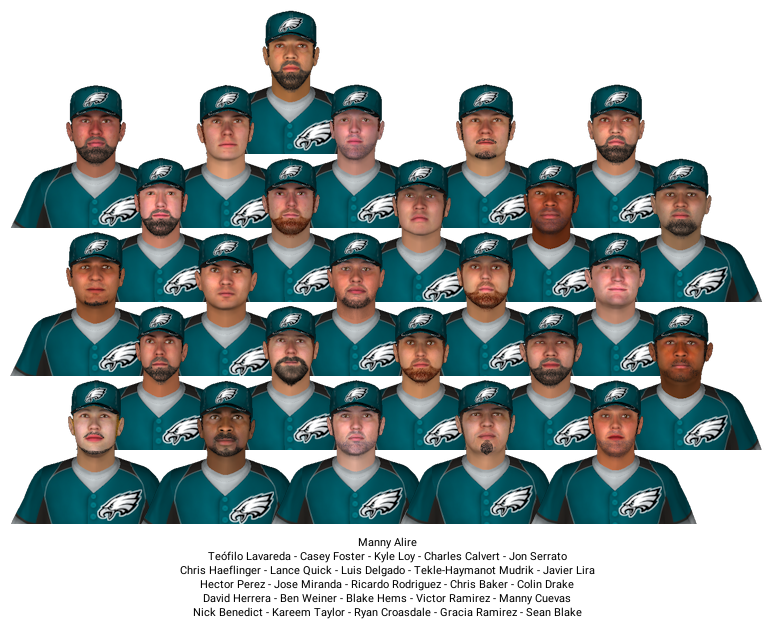 Manny Alire
Teófilo Lavareda - Casey Foster - Kyle Loy - Charles Calvert - Jon Serrato
Chris Haeflinger - Lance Quick - Luis Delgado - Tekle-Haymanot Mudrik - Javier Lira
Hector Perez - Jose Miranda - Ricardo Rodriguez - Chris Baker - Colin Drake
David Herrera - Ben Weiner - Blake Hems - Victor Ramirez - Manny Cuevas
Nick Benedict - Kareem Taylor - Ryan Croasdale - Gracia Ramirez - Sean Blake